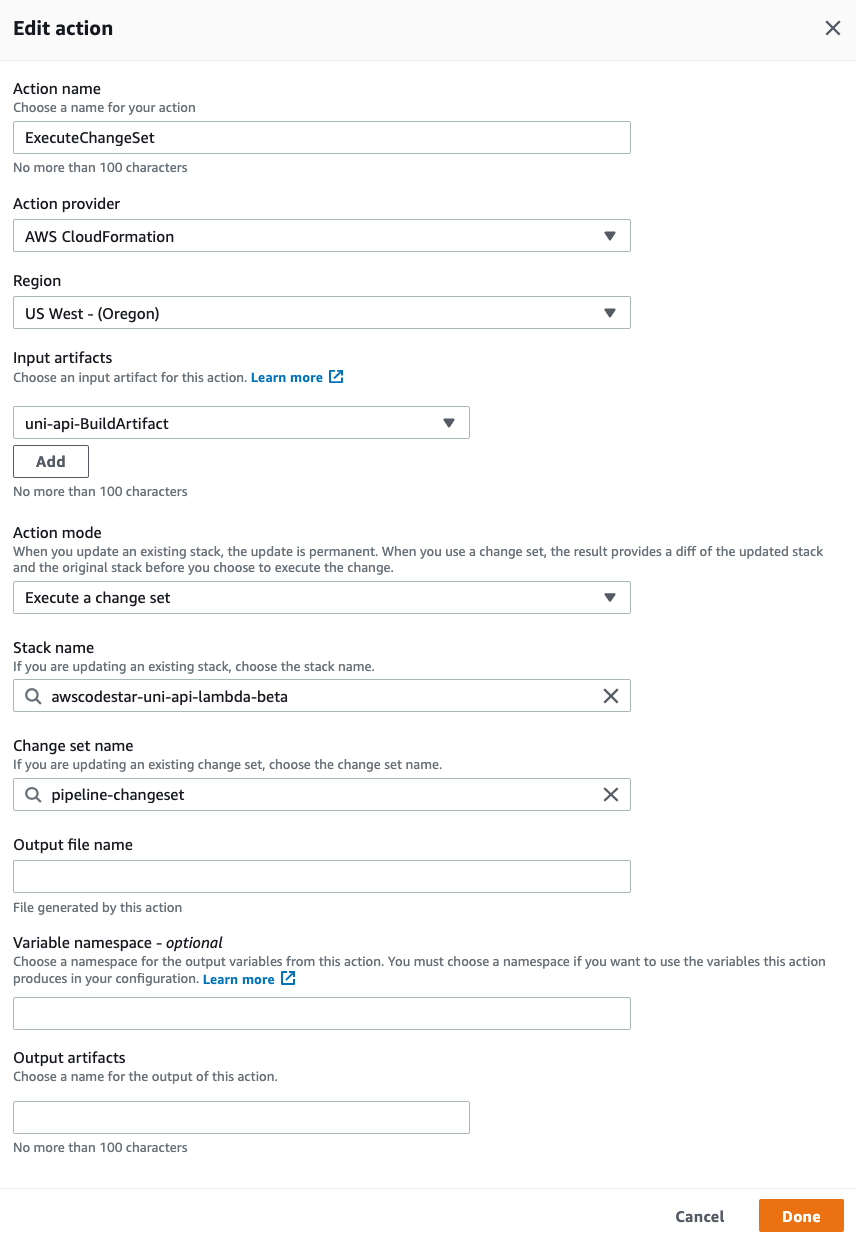 Edit action
Action name
Choose a name for your action
ExecuteChangeSet
No more than 100 characters
Action provider
AWS CloudFormation
Region
US West - (Oregon)
Input artifacts
Choose an input artifact for this action. Learn more
uni-api-BuildArtifact
Add
No more than 100 characters
Action mode
When you update an existing stack, the update is permanent. When you use a change set, the result provides a diff of the updated stack
and the original stack before you choose to execute the change.
Execute a change set
Stack name
If you are updating an existing stack, choose the stack name.
awscodestar-uni-api-lambda-beta
Change set name
If you are updating an existing change set, choose the change set name.
pipeline-changeset
Output file name
File generated by this action
Variable namespace - optional
Choose a namespace for the output variables from this action. You must choose a namespace if you want to use the variables this action
produces in your configuration. Learn more
Output artifacts
Choose a name for the output of this action.
No more than 100 characters
Cancel
Done